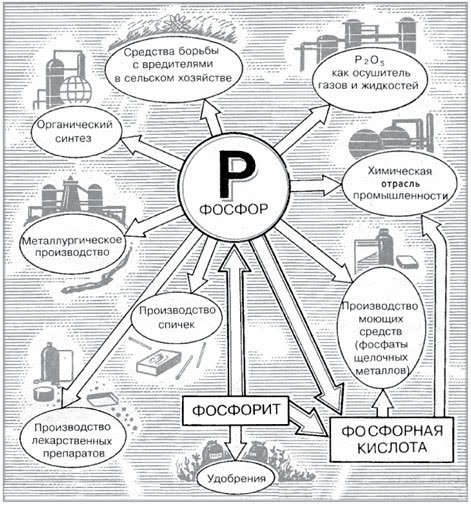 Средства борьбы
с вредителями
в сельском хозяйстве
P₂O₅
как осушитель
газов и жидкостей
Органический
синтез
P
ФОСФОР
Химическая
отрасль
промышленности
Металлургическое
производство
Производство
спичек
Производство
моющих
средств
(фосфаты
щелочных
металлов)
ФОСФОРИТ
ФОСФОРНАЯ
КИСЛОТА
Производство
лекарственных
препаратов
Удобрения